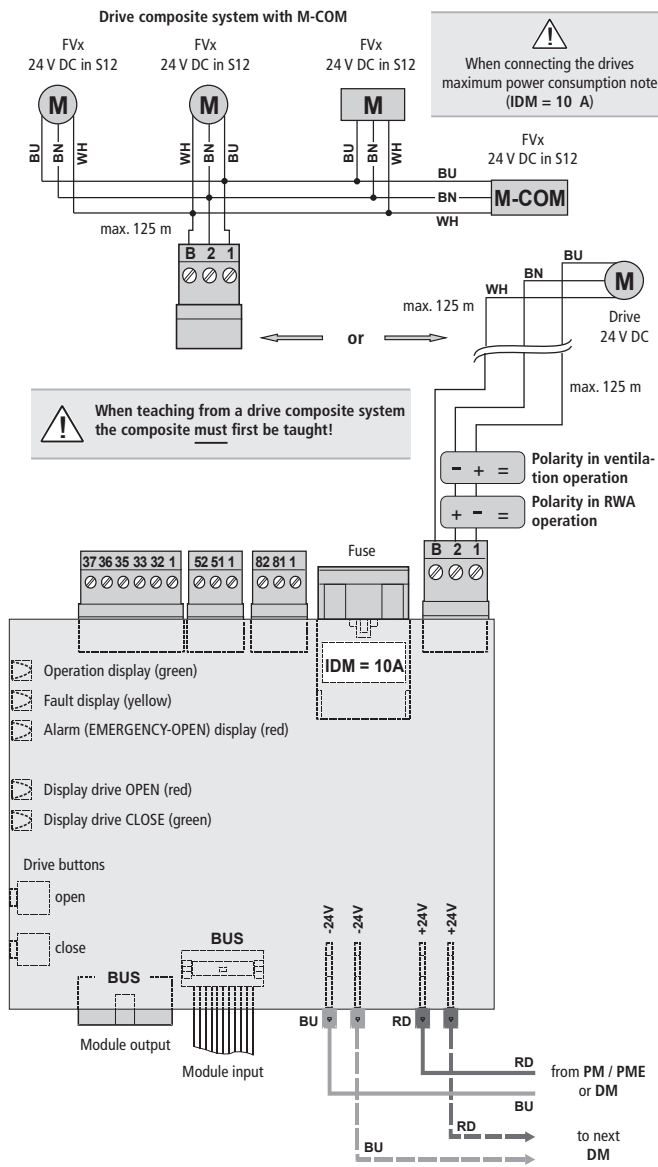 Drive composite system with M-COM
FVx
24 V DC in S12
FVx
24 V DC in S12
FVx
24 V DC in S12
!
When connecting the drives
maximum power consumption note
(IDM = 10 A)
M
M
M
FVx
24 V DC in S12
BU
BN
WH
WH
BN
BU
BU
BN
WH
BU
BN
WH
M-COM
max. 125 m
B 2 1
BU
BN
WH
M
max. 125 m
Drive
24 V DC
or
max. 125 m
!
When teaching from a drive composite system
the composite must first be taught!
- + =
Polarity in ventila-
tion operation
+ - =
Polarity in RWA
operation
37 36 35 33 32 1
52 51 1
82 81 1
Fuse
B 2 1
IDM = 10A
Operation display (green)
Fault display (yellow)
Alarm (EMERGENCY-OPEN) display (red)
Display drive OPEN (red)
Display drive CLOSE (green)
Drive buttons
open
close
BUS
BUS
-24V
-24V
+24V
+24V
Module output
Module input
BU
RD
RD
BU
from PM / PME
or DM
RD
BU
to next
DM